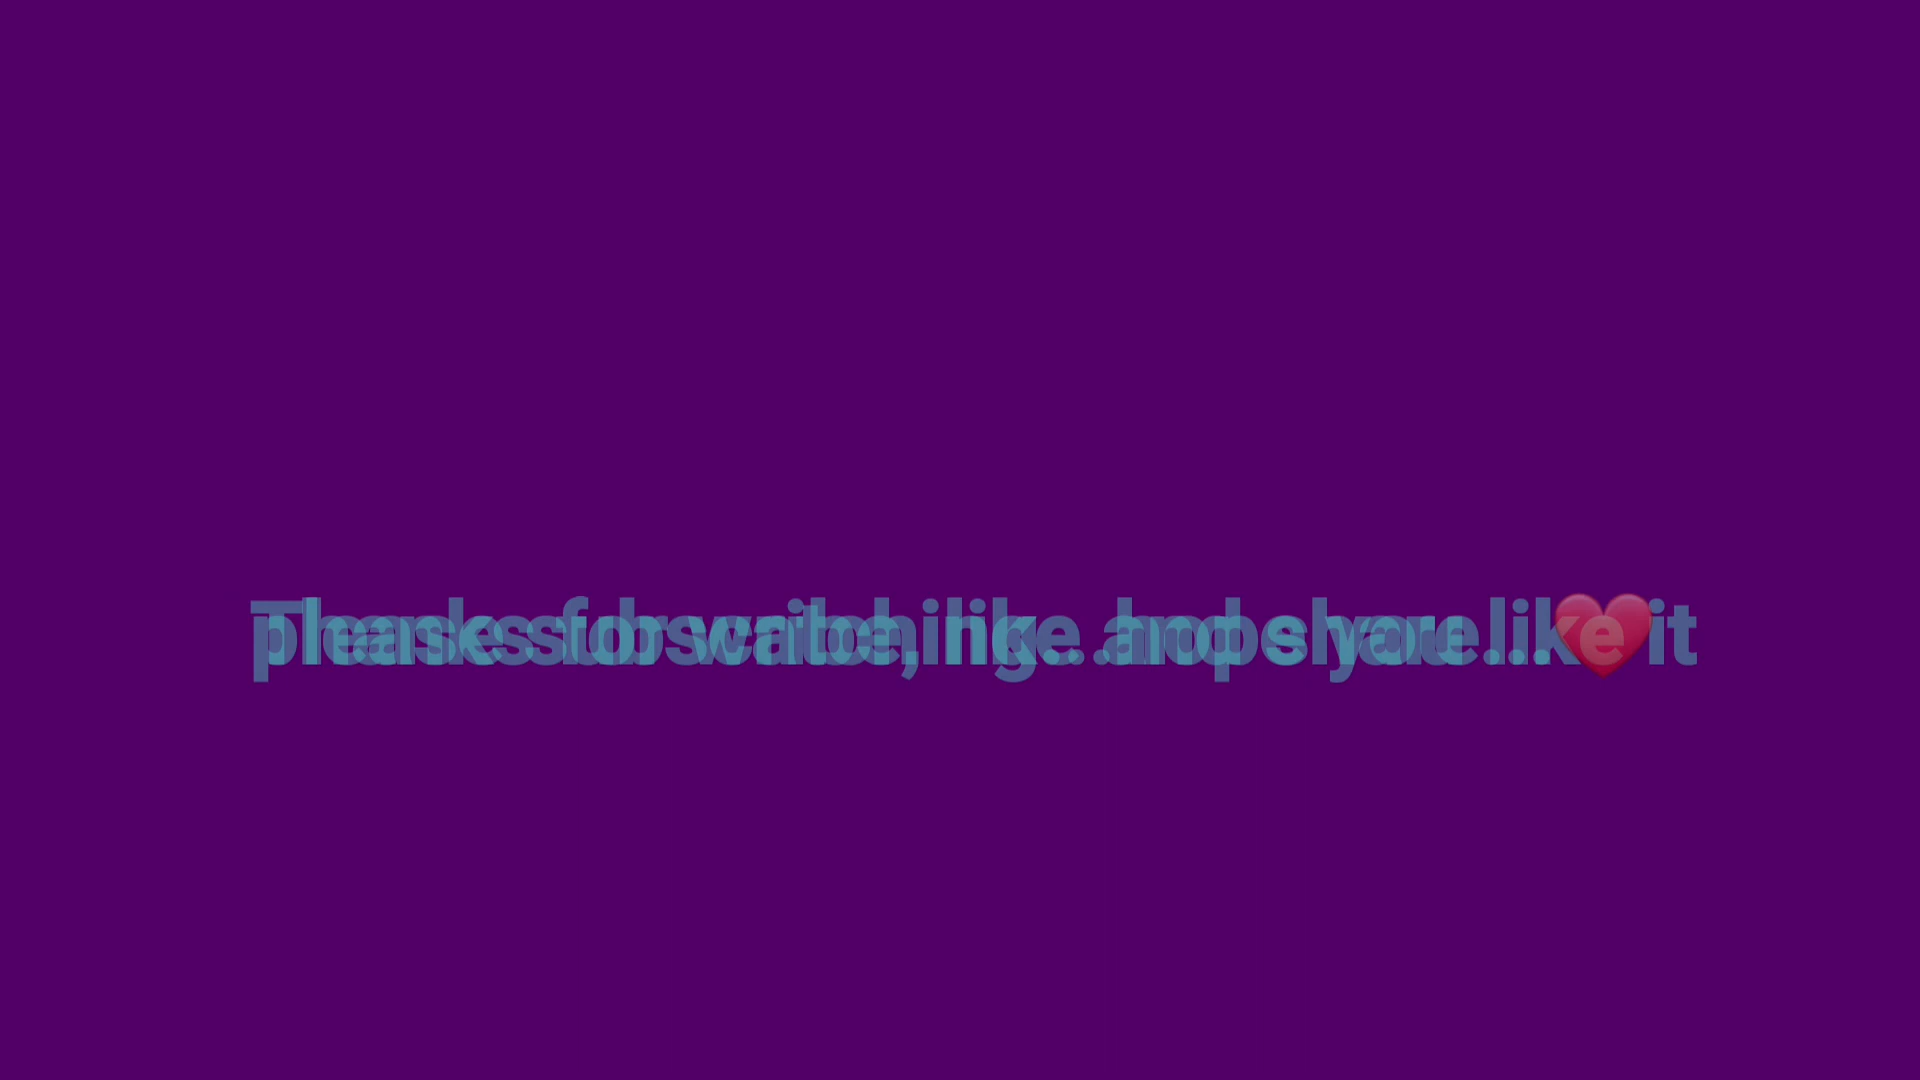 Thanks for watching... hope you like it
please subscribe, like and share...❤️